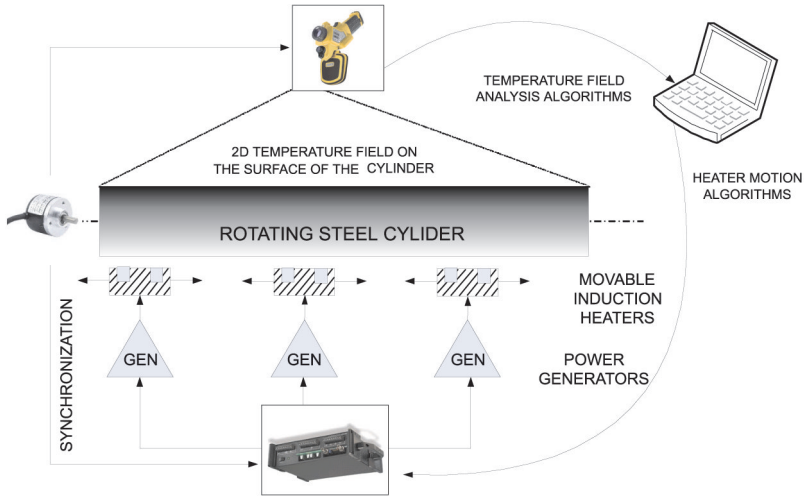 TEMPERATURE FIELD
ANALYSIS ALGORITHMS
2D TEMPERATURE FIELD ON
THE SURFACE OF THE CYLINDER
HEATER MOTION
ALGORITHMS
ROTATING STEEL CYLIDER
MOVABLE
INDUCTION
HEATERS
SYNCHRONIZATION
GEN
GEN
GEN
POWER
GENERATORS